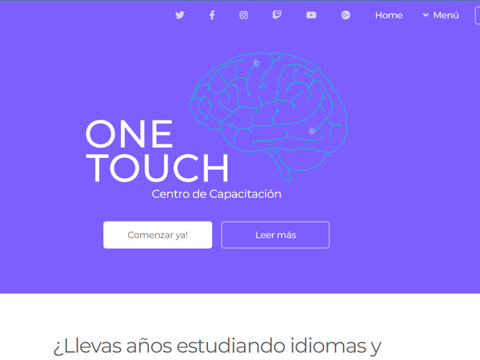 Home Menú
ONE
TOUCH
Centro de Capacitación
Comenzar ya! Leer más
¿Llevas años estudiando idiomas y